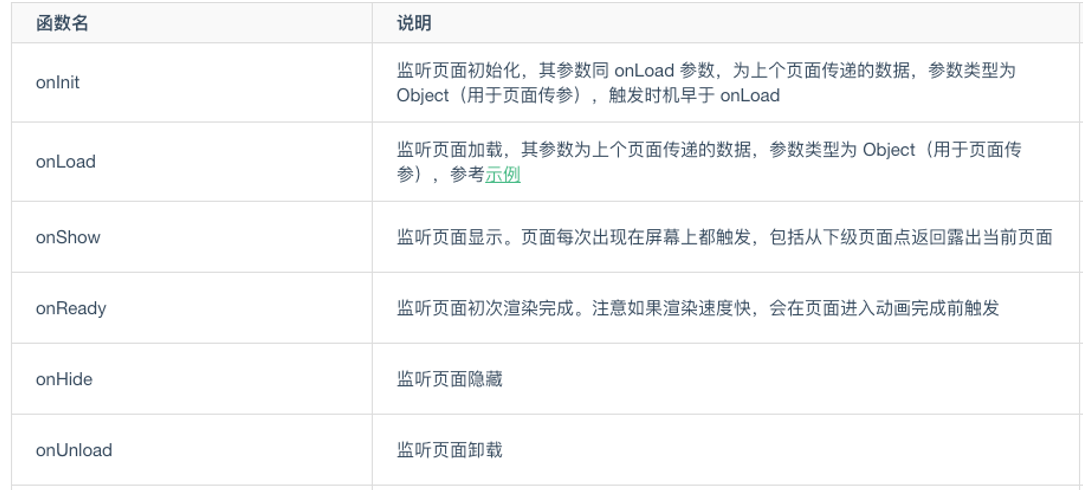 函数名 说明
onInit
监听页面初始化，其参数同 onLoad 参数，为上个页面传递的数据，参数类型为
Object（用于页面传参），触发时机早于 onLoad
onLoad
监听页面加载，其参数为上个页面传递的数据，参数类型为 Object（用于页面传
参），参考示例
onShow
监听页面显示。页面每次出现在屏幕上都触发，包括从下级页面点返回露出当前页面
onReady
监听页面初次渲染完成。注意如果渲染速度快，会在页面进入动画完成前触发
onHide
监听页面隐藏
onUnload
监听页面卸载